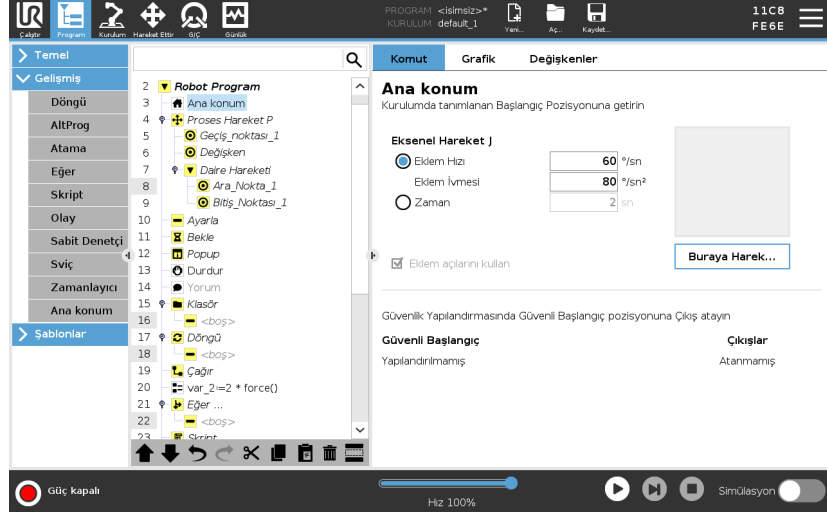 PROGRAM <isimsiz>*
KURULUM default_1
Çalıştır
Program
Kurulum
Hareket Ettir
G/Ç
Günlük
Yeni...
Aç...
Kaydet...
11C8
FE6E
Temel
Gelişmiş
Döngü
AltProg
Atama
Eğer
Skript
Olay
Sabit Denetçi
Sviç
Zamanlayıcı
Ana konum
Şablonlar
2 Robot Program
3 Ana konum
4 Proses Hareket P
5 Geçiş_noktası_1
6 Değişken
7 Daire Hareketi
8 Ara_Nokta_1
9 Bitiş_Noktası_1
10 Ayarla
11 Bekle
12 Popup
13 Durdur
14 Yorum
15 Klasör
16 <boş>
17 Döngü
18 <boş>
19 Çağır
20 var_2≔2 * force()
21 Eğer ...
22 <boş>
23 Skript
Komut
Grafik
Değişkenler
Ana konum
Kurulumda tanımlanan Başlangıç Pozisyonuna getirin
Eksenel Hareket J
Eklem Hızı 60 °/sn
Eklem İvmesi 80 °/sn²
Zaman 2 sn
Eklem açılarını kullan
Buraya Harek...
Güvenlik Yapılandırmasında Güvenli Başlangıç pozisyonuna Çıkış atayın
Güvenli Başlangıç Çıkışlar
Yapılandırılmamış Atanmamış
Güç kapalı
Hız 100%
Simülasyon